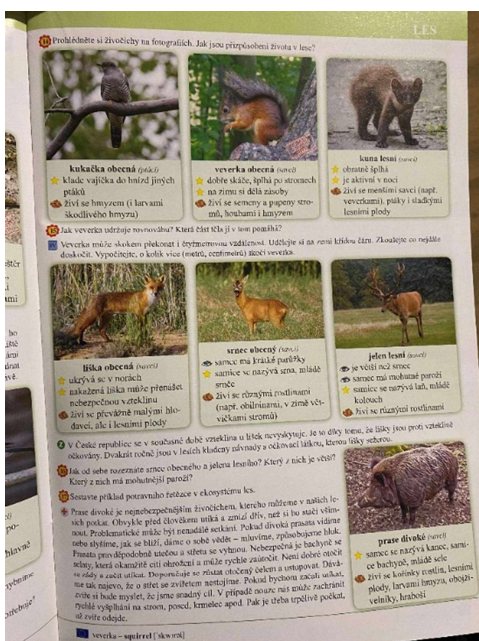 LES
14 Prohlédněte si živočichy na fotografiích. Jak jsou přizpůsobeni životu v lese?
kukačka obecná (ptáci)
klade vajíčka do hnízd jiných
ptáků
živí se hmyzem (i larvami
škodlivého hmyzu)
veverka obecná (savci)
dobře skáče, šplhá po stromech
na zimu si dělá zásoby
živí se semeny a pupeny stro-
mů, houbami i hmyzem
kuna lesní (savci)
obratně šplhá
je aktivní v noci
živí se menšími savci (např.
veverkami), ptáky i sladkými
lesními plody
15 Jak veverka udržuje rovnováhu? Která část těla jí v tom pomáhá?
Veverka může skokem překonat i čtyřmetrovou vzdálenost. Udělejte si na zemi křídou čáru. Zkoušejte co nejdále
doskočit. Vypočítejte, o kolik více (metrů, centimetrů) skočí veverka.
liška obecná (savci)
ukrývá se v norách
nakažená liška může přenášet
nebezpečnou vzteklinu
živí se převážně malými hlo-
davci, ale i lesními plody
srnec obecný (savci)
samec má krátké parůžky
samice se nazývá srna, mládě
srnče
živí se různými rostlinami
(např. obilninami, v zimě vět-
vičkami stromů)
jelen lesní (savci)
je větší než srnec
samec má mohutné paroží
samice se nazývá laň, mládě
kolouch
živí se různými rostlinami
V České republice se v současné době vzteklina u lišek nevyskytuje. Je to díky tomu, že lišky jsou proti vzteklině
očkovány. Dvakrát ročně jsou v lesích kladeny návnady s očkovací látkou, kterou lišky sežerou.
Jak od sebe rozeznáte srnce obecného a jelena lesního? Který z nich je větší?
Který z nich má mohutnější paroží?
Sestavte příklad potravního řetězce v ekosystému les.
Prase divoké je nejnebezpečnějším živočichem, kterého můžeme v našich le-
sích potkat. Obvykle před člověkem utíká a zmizí dřív, než si ho stačí všim-
nout. Problematické může být nenadálé setkání. Pokud divoká prasata vidíme
nebo slyšíme, jak se blíží, dáme o sobě vědět – mluvíme, způsobujeme hluk.
Prasata pravděpodobně utečou a střetu se vyhnou. Nebezpečná je bachyně se
selaty, která okamžitě cítí ohrožení a může rychle zaútočit. Není dobré otočit
se zády a začít utíkat. Doporučuje se zůstat otočený čelem a ustupovat. Dává-
me tak najevo, že o střet se zvířetem nestojíme. Pokud bychom začali utíkat,
zvíře si bude myslet, že jsme snadný cíl. V případě nouze nás může zachránit
rychlé vyšplhání na strom, posed, krmelec apod. Pak je třeba trpělivě počkat,
až zvíře odejde.
prase divoké (savci)
samec se nazývá kanec, sami-
ce bachyně, mládě sele
živí se kořínky rostlin, lesními
plody, larvami hmyzu, obojži-
velníky, hraboši
veverka – squirrel [ˈskwɪrəl]